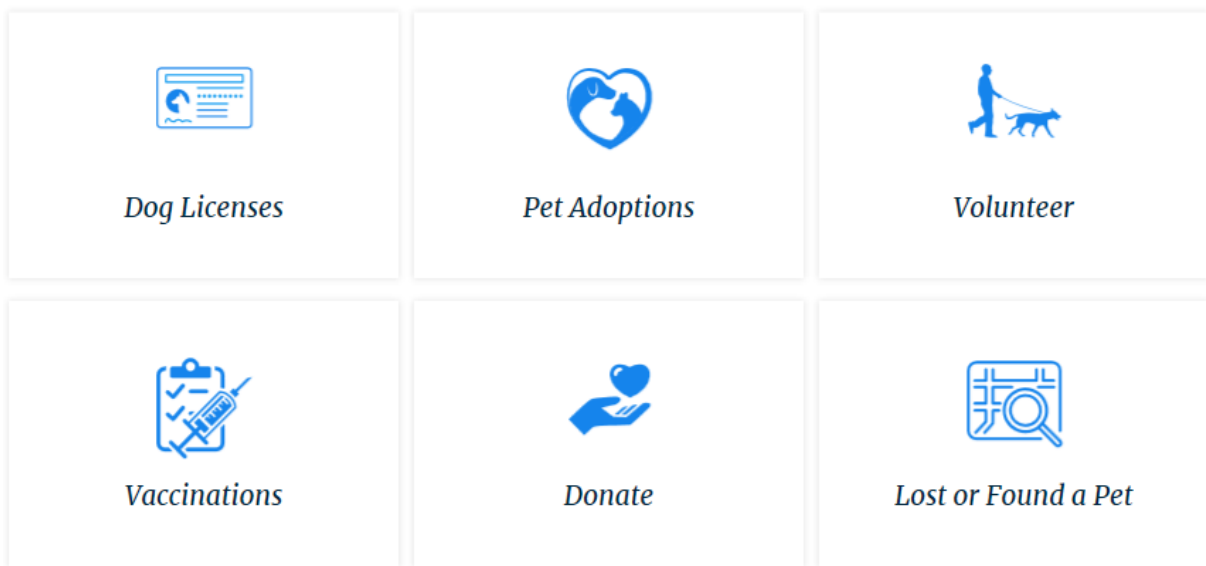 Dog Licenses
Pet Adoptions
Volunteer
Vaccinations
Donate
Lost or Found a Pet